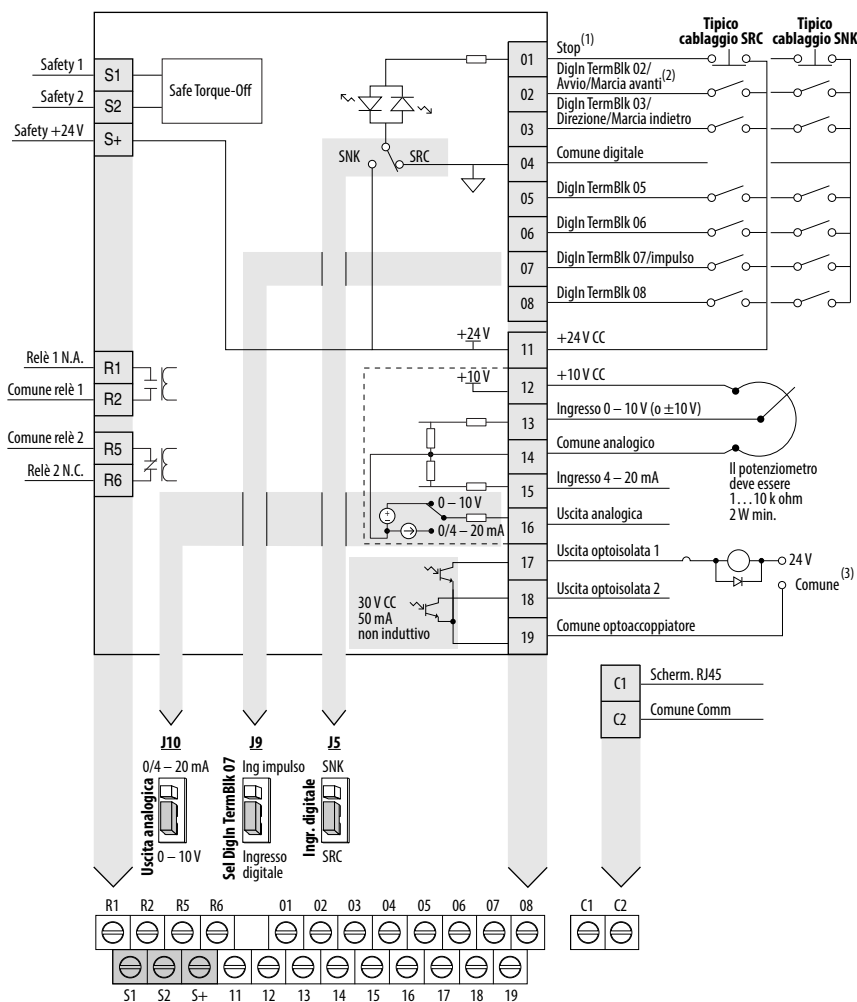 Safety 1
Safety 2
Safety +24 V
S1
S2
S+
Safe Torque-Off
SNK
SRC
+24 V
+10 V
Relè 1 N.A.
Comune relè 1
Comune relè 2
Relè 2 N.C.
R1
R2
R5
R6
0 – 10 V
0/4 – 20 mA
30 V CC
50 mA
non induttivo
01
02
03
04
05
06
07
08
11
12
13
14
15
16
17
18
19
Stop (1)
DigIn TermBlk 02/
Avvio/Marcia avanti (2)
DigIn TermBlk 03/
Direzione/Marcia indietro
Comune digitale
DigIn TermBlk 05
DigIn TermBlk 06
DigIn TermBlk 07/impulso
DigIn TermBlk 08
+24 V CC
+10 V CC
Ingresso 0 – 10 V (o ±10 V)
Comune analogico
Ingresso 4 – 20 mA
Uscita analogica
Uscita optoisolata 1
Uscita optoisolata 2
Comune optoaccoppiatore
Tipico
cablaggio SRC
Tipico
cablaggio SNK
Il potenziometro
deve essere
1…10 k ohm
2 W min.
24 V
Comune (3)
C1
C2
Scherm. RJ45
Comune Comm
J10
0/4 – 20 mA
Uscita analogica
0 – 10 V
J9
Ing impulso
Sel DigIn TermBlk 07
Ingresso
digitale
J5
SNK
Ingr. digitale
SRC
R1 R2 R5 R6 01 02 03 04 05 06 07 08
S1 S2 S+ 11 12 13 14 15 16 17 18 19
C1 C2